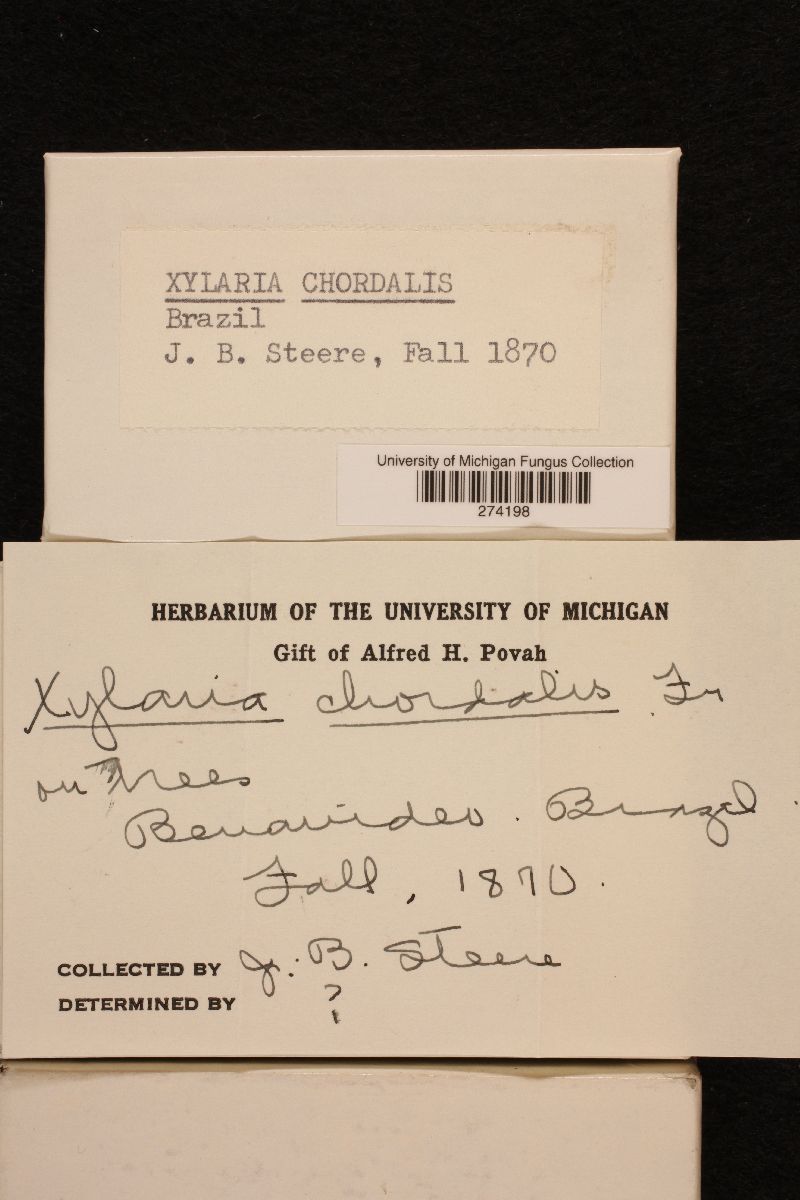 XYLARIA CHORDALIS
Brazil
J. B. Steere, Fall 1870
University of Michigan Fungus Collection
274198
HERBARIUM OF THE UNIVERSITY OF MICHIGAN
Gift of Alfred H. Povah
Xylaria chordalis Fr
on Trees
Benavides. Brazil.
Fall, 1870.
COLLECTED BY J. B. Steere
DETERMINED BY ?